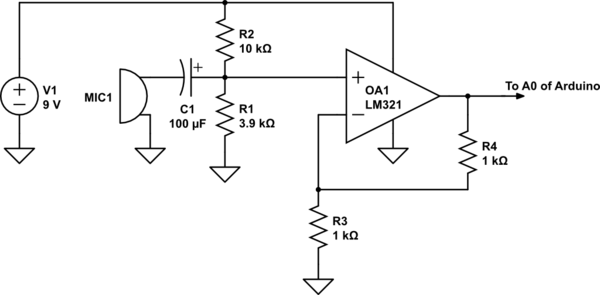 V1
9 V
MIC1
C1
100 µF
+
R2
10 kΩ
R1
3.9 kΩ
OA1
LM321
To A0 of Arduino
R4
1 kΩ
R3
1 kΩ